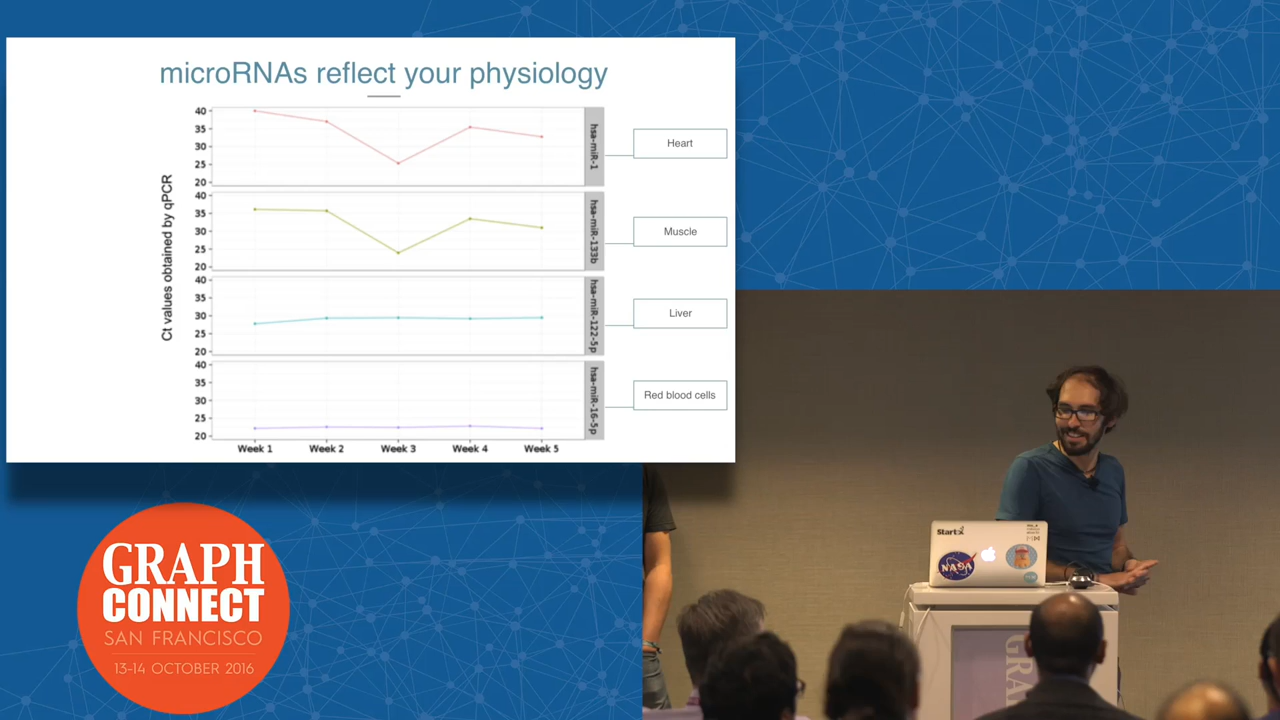 microRNAs reflect your physiology
Ct values obtained by qPCR
40
35
30
25
20
hsa-miR-1
Heart
40
35
30
25
20
hsa-miR-133b
Muscle
40
35
30
25
20
hsa-miR-122-5p
Liver
40
35
30
25
20
hsa-miR-16-5p
Red blood cells
Week 1 Week 2 Week 3 Week 4 Week 5
GRAPH
CONNECT
SAN FRANCISCO
13-14 OCTOBER 2016
StartX
NASA
GRA